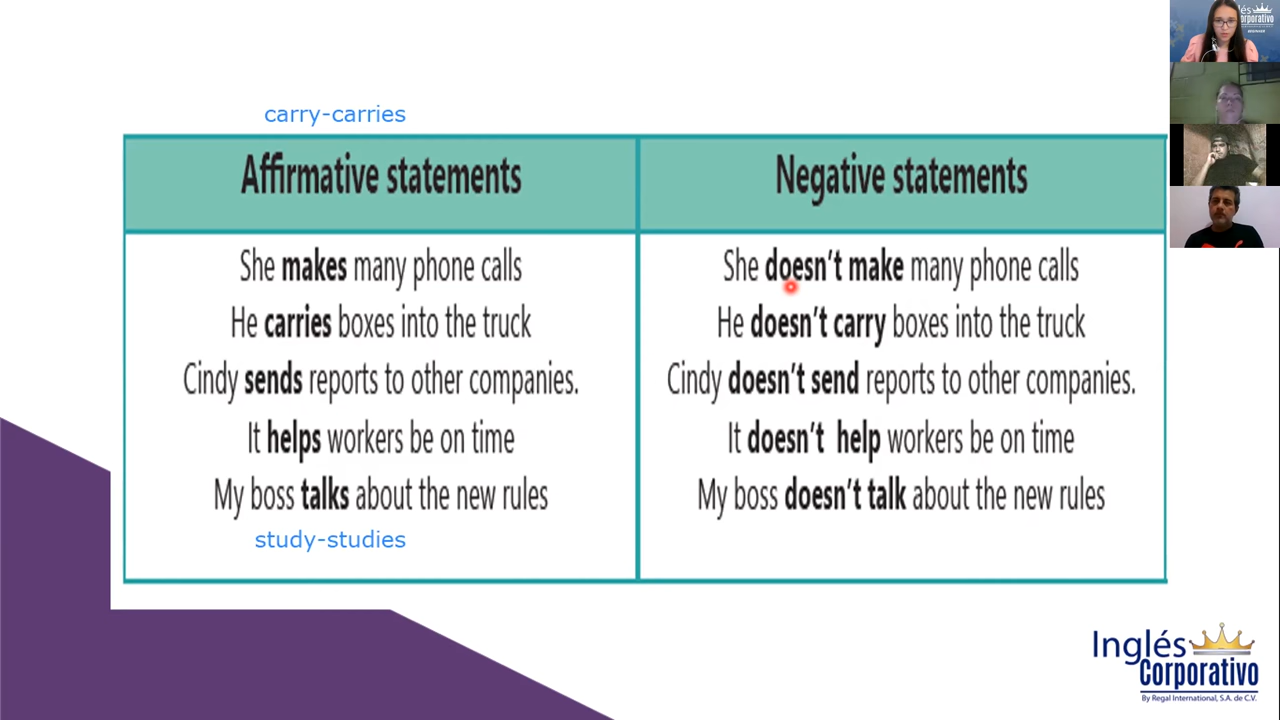 carry-carries
Affirmative statements
Negative statements
She makes many phone calls
She doesn't make many phone calls
He carries boxes into the truck
He doesn't carry boxes into the truck
Cindy sends reports to other companies.
Cindy doesn't send reports to other companies.
It helps workers be on time
It doesn't help workers be on time
My boss talks about the new rules
My boss doesn't talk about the new rules
study-studies
Inglés
Corporativo
By Regal International, S.A. de C.V.